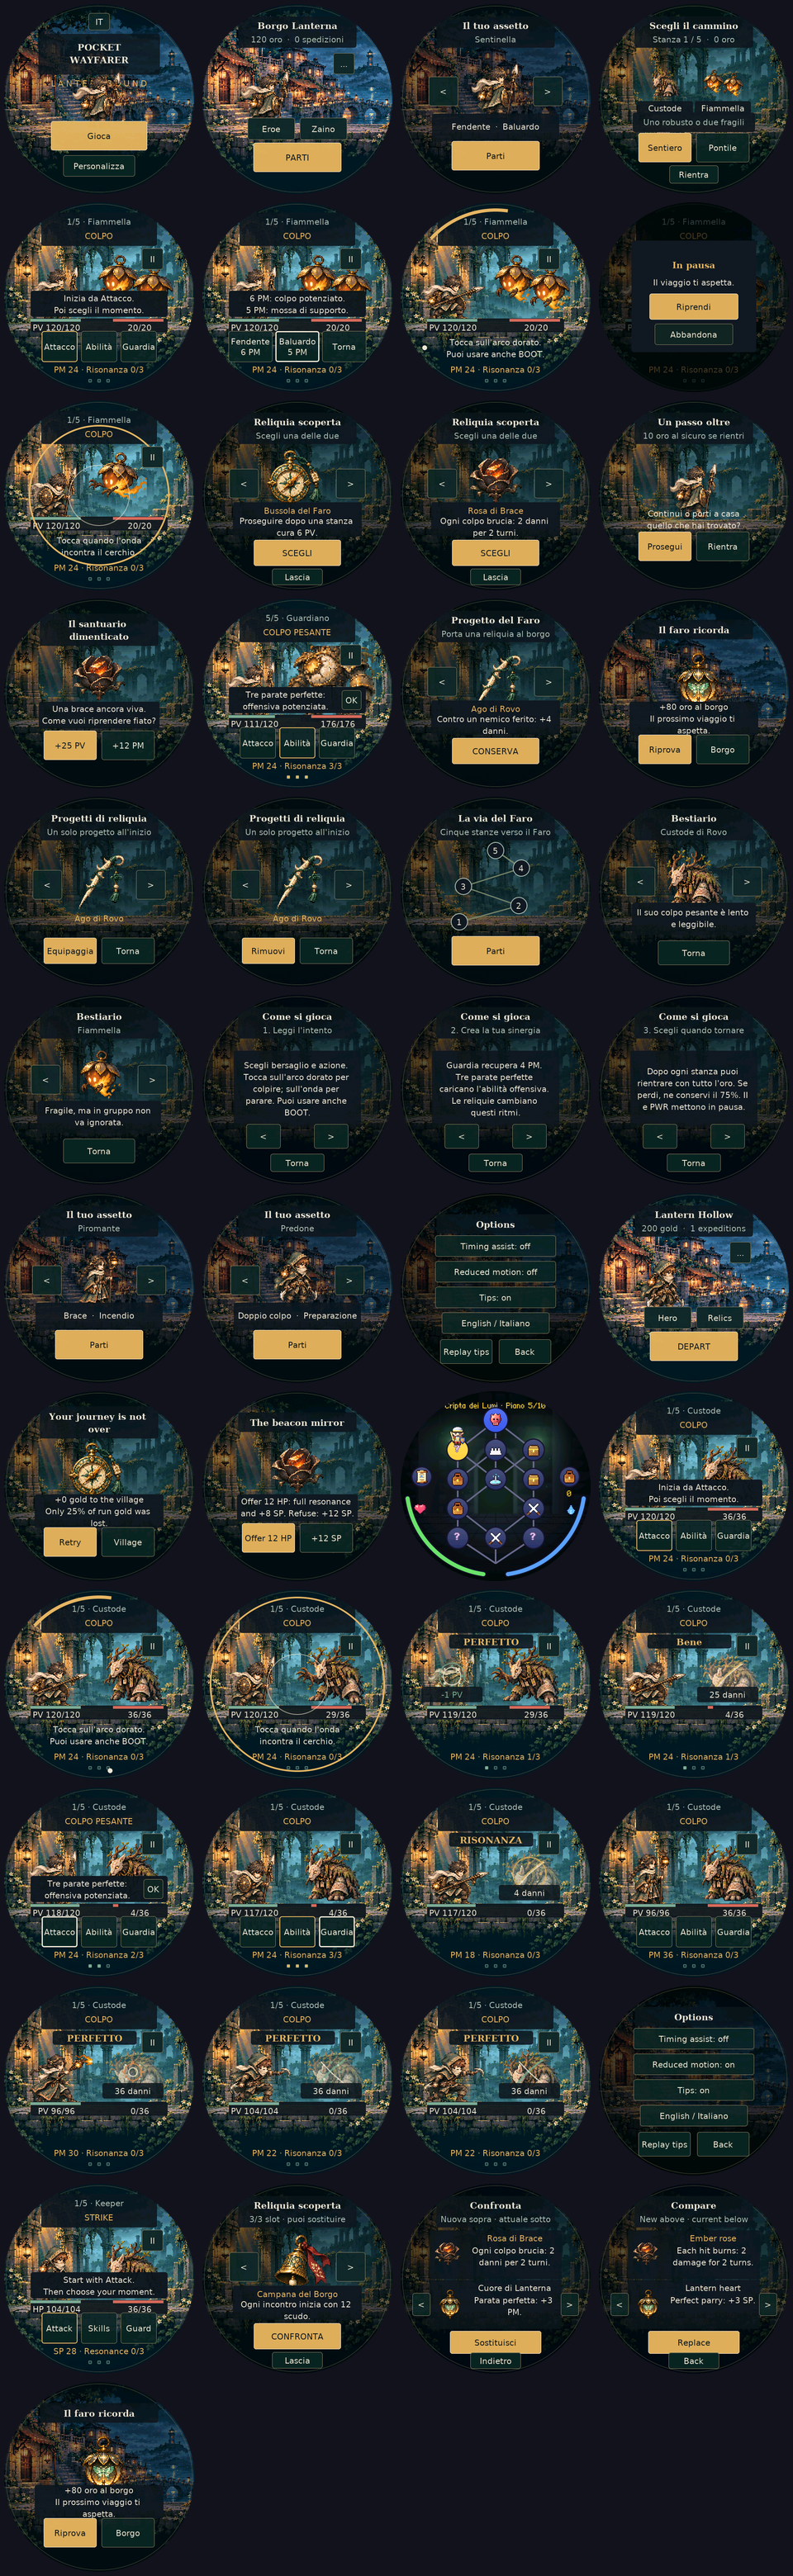 IT
POCKET
WAYFARER
Gioca
Personalizza
Borgo Lanterna
120 oro · 0 spedizioni
...
Eroe
Zaino
PARTI
Il tuo assetto
Sentinella
<
>
Fendente · Baluardo
Parti
Scegli il cammino
Stanza 1 / 5 · 0 oro
Custode
Fiammella
Uno robusto o due fragili
Sentiero
Pontile
Rientra
1/5 · Fiammella
COLPO
II
Inizia da Attacco.
Poi scegli il momento.
PV 120/120
20/20
Attacco
Abilità
Guardia
PM 24 · Risonanza 0/3
1/5 · Fiammella
COLPO
II
6 PM: colpo potenziato.
5 PM: mossa di supporto.
PV 120/120
20/20
Fendente
6 PM
Baluardo
5 PM
Torna
PM 24 · Risonanza 0/3
1/5 · Fiammella
COLPO
II
PV 120/120
20/20
Tocca sull'arco dorato.
Puoi usare anche BOOT.
PM 24 · Risonanza 0/3
1/5 · Fiammella
COLPO
In pausa
Il viaggio ti aspetta.
Riprendi
Abbandona
PM 24 · Risonanza 0/3
1/5 · Fiammella
COLPO
II
PV 120/120
20/20
Tocca quando l'onda
incontra il cerchio.
PM 24 · Risonanza 0/3
Reliquia scoperta
Scegli una delle due
<
>
Bussola del Faro
Proseguire dopo una stanza
cura 6 PV.
SCEGLI
Lascia
Reliquia scoperta
Scegli una delle due
<
>
Rosa di Brace
Ogni colpo brucia: 2 danni
per 2 turni.
SCEGLI
Lascia
Un passo oltre
10 oro al sicuro se rientri
Continui o porti a casa
quello che hai trovato?
Prosegui
Rientra
Il santuario
dimenticato
Una brace ancora viva.
Come vuoi riprendere fiato?
+25 PV
+12 PM
5/5 · Guardiano
COLPO PESANTE
II
Tre parate perfette:
offensiva potenziata.
OK
PV 111/120
176/176
Attacco
Abilità
Guardia
PM 24 · Risonanza 3/3
Progetto del Faro
Porta una reliquia al borgo
<
>
Ago di Rovo
Contro un nemico ferito: +4
danni.
CONSERVA
Il faro ricorda
+80 oro al borgo
Il prossimo viaggio ti
aspetta.
Riprova
Borgo
Progetti di reliquia
Un solo progetto all'inizio
<
>
Ago di Rovo
Equipaggia
Torna
Progetti di reliquia
Un solo progetto all'inizio
<
>
Ago di Rovo
Rimuovi
Torna
La via del Faro
Cinque stanze verso il Faro
5
4
3
2
1
Parti
Bestiario
Custode di Rovo
<
>
Il suo colpo pesante è lento
e leggibile.
Torna
Bestiario
Fiammella
<
>
Fragile, ma in gruppo non
va ignorata.
Torna
Come si gioca
1. Leggi l'intento
Scegli bersaglio e azione.
Tocca sull'arco dorato per
colpire; sull'onda per
parare. Puoi usare anche
BOOT.
<
>
Torna
Come si gioca
2. Crea la tua sinergia
Guardia recupera 4 PM.
Tre parate perfette
caricano l'abilità offensiva.
Le reliquie cambiano
questi ritmi.
<
>
Torna
Come si gioca
3. Scegli quando tornare
Dopo ogni stanza puoi
rientrare con tutto l'oro. Se
perdi, ne conservi il 75%. II
e PWR mettono in pausa.
<
>
Torna
Il tuo assetto
Piromante
<
>
Brace · Incendio
Parti
Il tuo assetto
Predone
<
>
Doppio colpo · Preparazione
Parti
Options
Timing assist: off
Reduced motion: off
Tips: on
English / Italiano
Replay tips
Back
Lantern Hollow
200 gold · 1 expeditions
...
Hero
Relics
DEPART
Your journey is not
over
+0 gold to the village
Only 25% of run gold was
lost.
Retry
Village
The beacon mirror
Offer 12 HP: full resonance
and +8 SP. Refuse: +12 SP.
Offer 12 HP
+12 SP
Cripta dei Lumi · Piano 5/16
0
?
?
1/5 · Custode
COLPO
II
Inizia da Attacco.
Poi scegli il momento.
PV 120/120
36/36
Attacco
Abilità
Guardia
PM 24 · Risonanza 0/3
1/5 · Custode
COLPO
II
PV 120/120
36/36
Tocca sull'arco dorato.
Puoi usare anche BOOT.
PM 24 · Risonanza 0/3
1/5 · Custode
COLPO
II
PV 120/120
29/36
Tocca quando l'onda
incontra il cerchio.
PM 24 · Risonanza 0/3
1/5 · Custode
COLPO
PERFETTO
II
-1 PV
PV 119/120
29/36
PM 24 · Risonanza 1/3
1/5 · Custode
COLPO
Bene
II
25 danni
PV 119/120
4/36
PM 24 · Risonanza 1/3
1/5 · Custode
COLPO PESANTE
II
Tre parate perfette:
offensiva potenziata.
OK
PV 118/120
4/36
Attacco
Abilità
Guardia
PM 24 · Risonanza 2/3
1/5 · Custode
COLPO
II
PV 117/120
4/36
Attacco
Abilità
Guardia
PM 24 · Risonanza 3/3
1/5 · Custode
COLPO
RISONANZA
II
4 danni
PV 117/120
0/36
PM 18 · Risonanza 0/3
1/5 · Custode
COLPO
II
PV 96/96
36/36
Attacco
Abilità
Guardia
PM 36 · Risonanza 0/3
1/5 · Custode
COLPO
PERFETTO
II
36 danni
PV 96/96
0/36
PM 30 · Risonanza 0/3
1/5 · Custode
COLPO
PERFETTO
II
36 danni
PV 104/104
0/36
PM 22 · Risonanza 0/3
1/5 · Custode
COLPO
PERFETTO
II
36 danni
PV 104/104
0/36
PM 22 · Risonanza 0/3
Options
Timing assist: off
Reduced motion: on
Tips: on
English / Italiano
Replay tips
Back
1/5 · Keeper
STRIKE
II
Start with Attack.
Then choose your moment.
HP 104/104
36/36
Attack
Skills
Guard
SP 28 · Resonance 0/3
Reliquia scoperta
3/3 slot · puoi sostituire
<
>
Campana del Borgo
Ogni incontro inizia con 12
scudo.
CONFRONTA
Lascia
Confronta
Nuova sopra · attuale sotto
Rosa di Brace
Ogni colpo brucia: 2
danni per 2 turni.
Cuore di Lanterna
Parata perfetta: +3
PM.
<
>
Sostituisci
Indietro
Compare
New above · current below
Ember rose
Each hit burns: 2
damage for 2 turns.
Lantern heart
Perfect parry: +3 SP.
<
>
Replace
Back
Il faro ricorda
+80 oro al borgo
Il prossimo viaggio ti
aspetta.
Riprova
Borgo